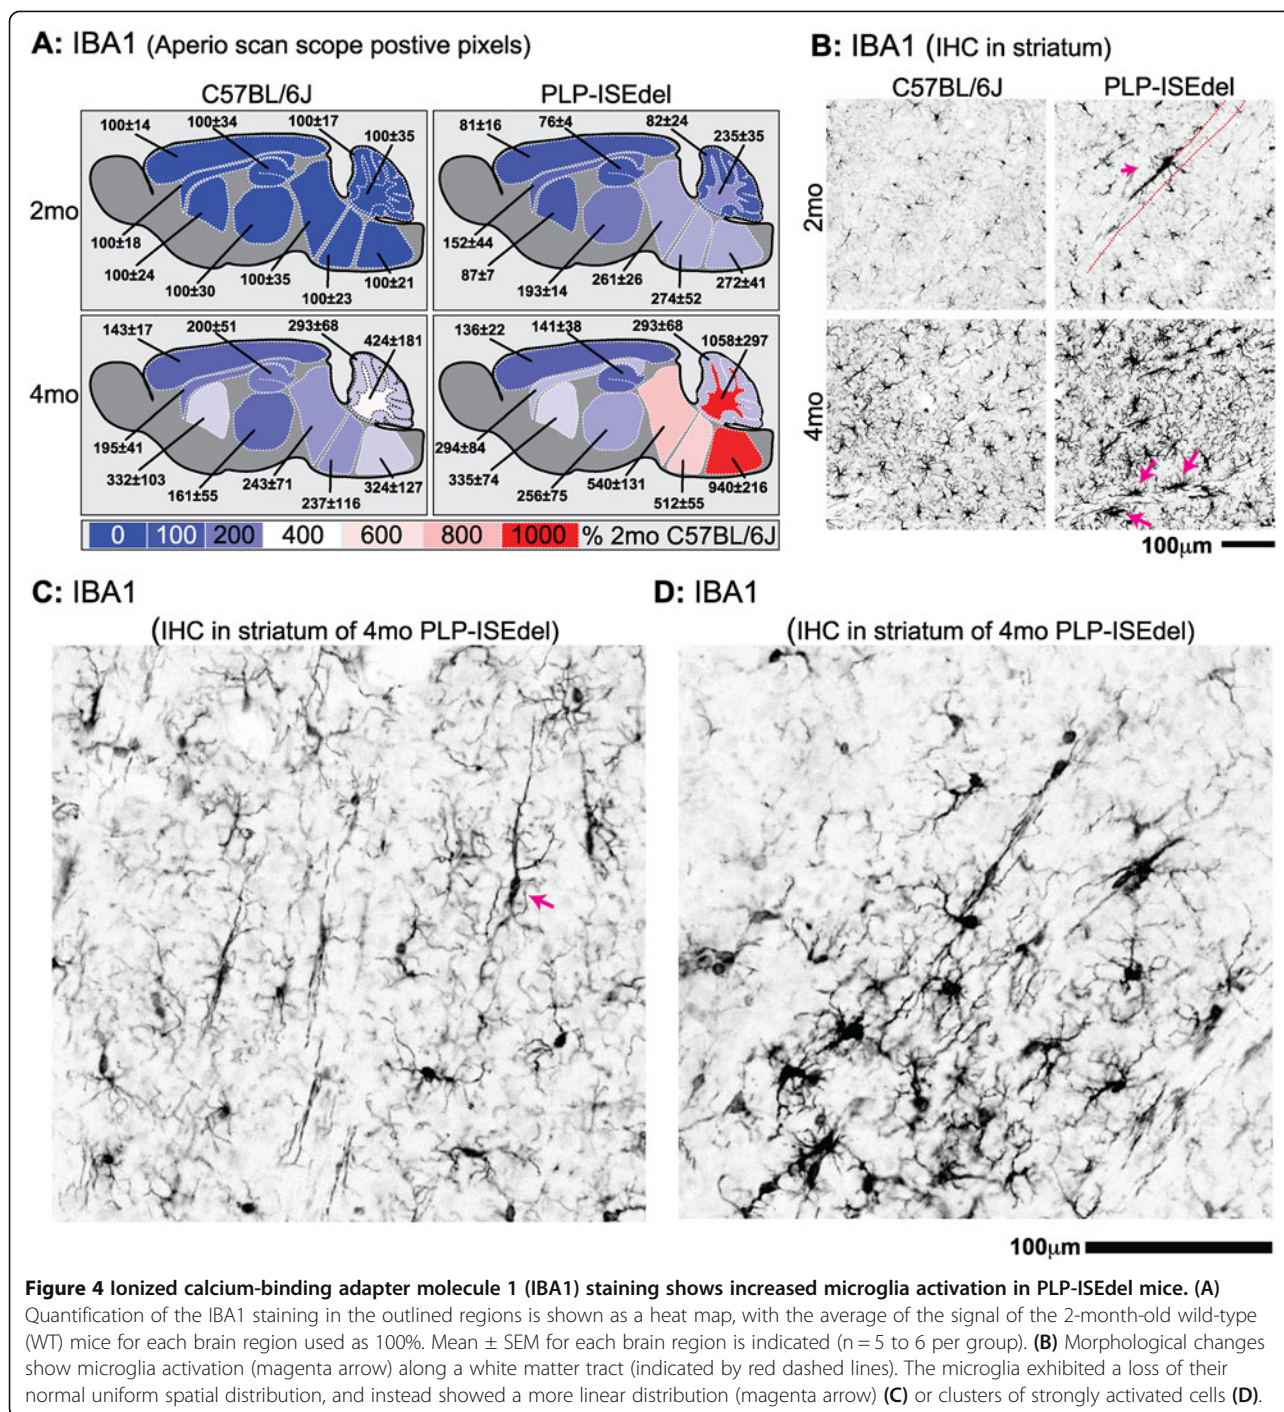 A: IBA1 (Aperio scan scope postive pixels)
C57BL/6J
PLP-ISEdel
2mo
100±14
100±34
100±17
100±35
100±18
100±24
100±30
100±35
100±23
100±21
81±16
76±4
82±24
235±35
152±44
87±7
193±14
261±26
274±52
272±41
4mo
143±17
200±51
293±68
424±181
195±41
332±103
161±55
243±71
237±116
324±127
136±22
141±38
293±68
1058±297
294±84
335±74
256±75
540±131
512±55
940±216
0 100 200 400 600 800 1000 % 2mo C57BL/6J
B: IBA1 (IHC in striatum)
C57BL/6J
PLP-ISEdel
2mo
4mo
100µm
C: IBA1
(IHC in striatum of 4mo PLP-ISEdel)
D: IBA1
(IHC in striatum of 4mo PLP-ISEdel)
100µm
Figure 4 Ionized calcium-binding adapter molecule 1 (IBA1) staining shows increased microglia activation in PLP-ISEdel mice. (A)
Quantification of the IBA1 staining in the outlined regions is shown as a heat map, with the average of the signal of the 2-month-old wild-type
(WT) mice for each brain region used as 100%. Mean ± SEM for each brain region is indicated (n = 5 to 6 per group). (B) Morphological changes
show microglia activation (magenta arrow) along a white matter tract (indicated by red dashed lines). The microglia exhibited a loss of their
normal uniform spatial distribution, and instead showed a more linear distribution (magenta arrow) (C) or clusters of strongly activated cells (D).